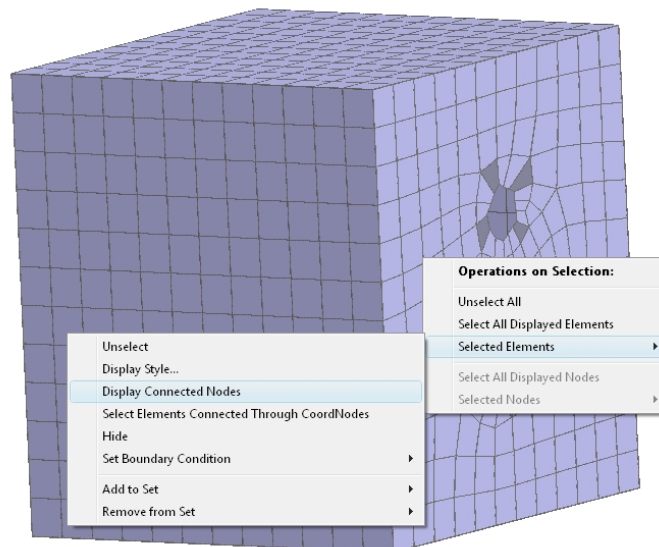 Operations on Selection:
Unselect All
Select All Displayed Elements
Selected Elements
Select All Displayed Nodes
Selected Nodes
Unselect
Display Style...
Display Connected Nodes
Select Elements Connected Through CoordNodes
Hide
Set Boundary Condition
Add to Set
Remove from Set